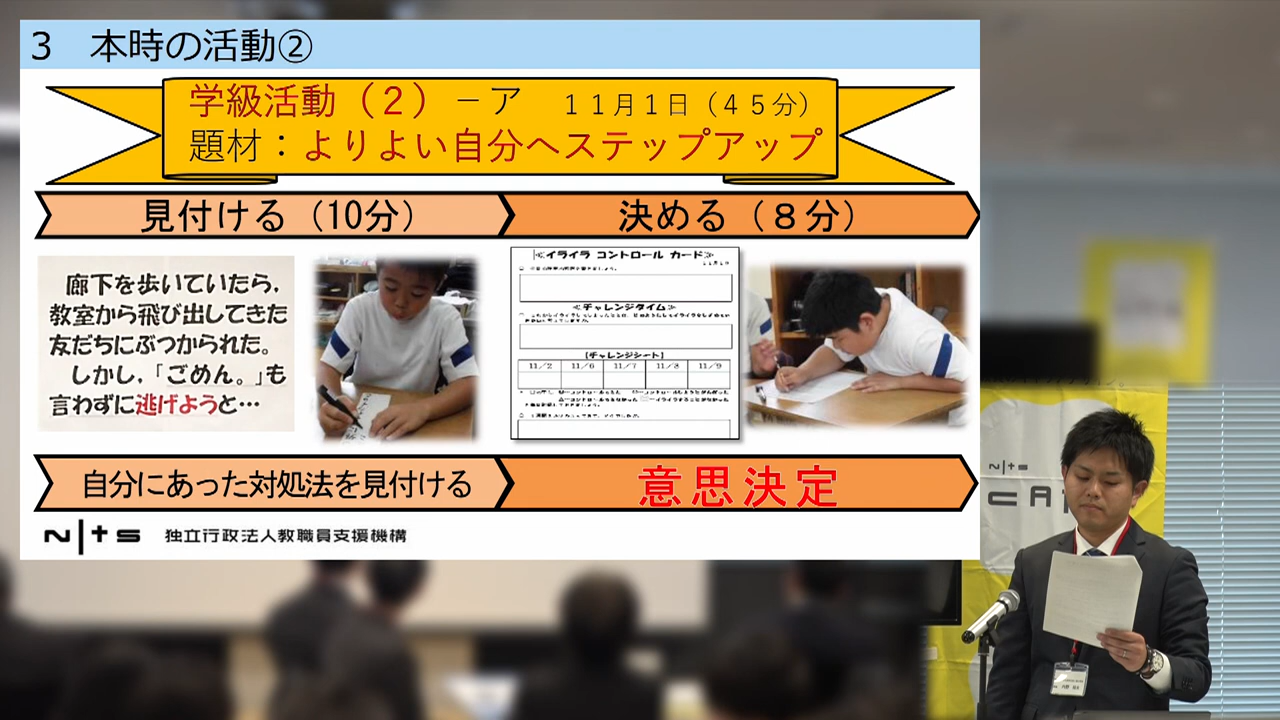 3　本時の活動②
学級活動（２）－ア　１１月１日（４５分）
題材：よりよい自分へステップアップ
見付ける（10分）
決める（８分）
廊下を歩いていたら，
教室から飛び出してきた
友だちにぶつかられた。
しかし，「ごめん。」も
言わずに逃げようと…
≪イライラ コントロール カード≫
≪チャレンジタイム≫
【チャレンジシート】
11／2 11／6 11／7 11／8 11／9
自分にあった対処法を見付ける
意思決定
NITS 独立行政法人教職員支援機構
NITS